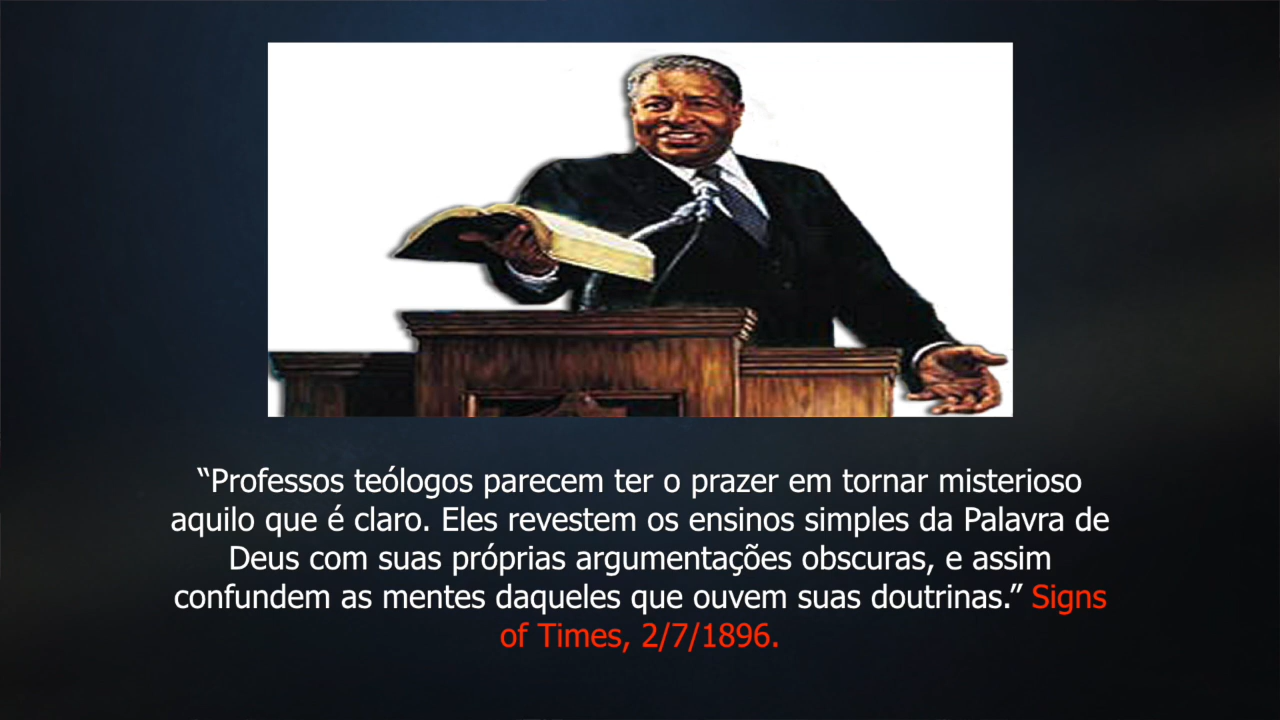 “Professos teólogos parecem ter o prazer em tornar misterioso
aquilo que é claro. Eles revestem os ensinos simples da Palavra de
Deus com suas próprias argumentações obscuras, e assim
confundem as mentes daqueles que ouvem suas doutrinas.” Signs
of Times, 2/7/1896.